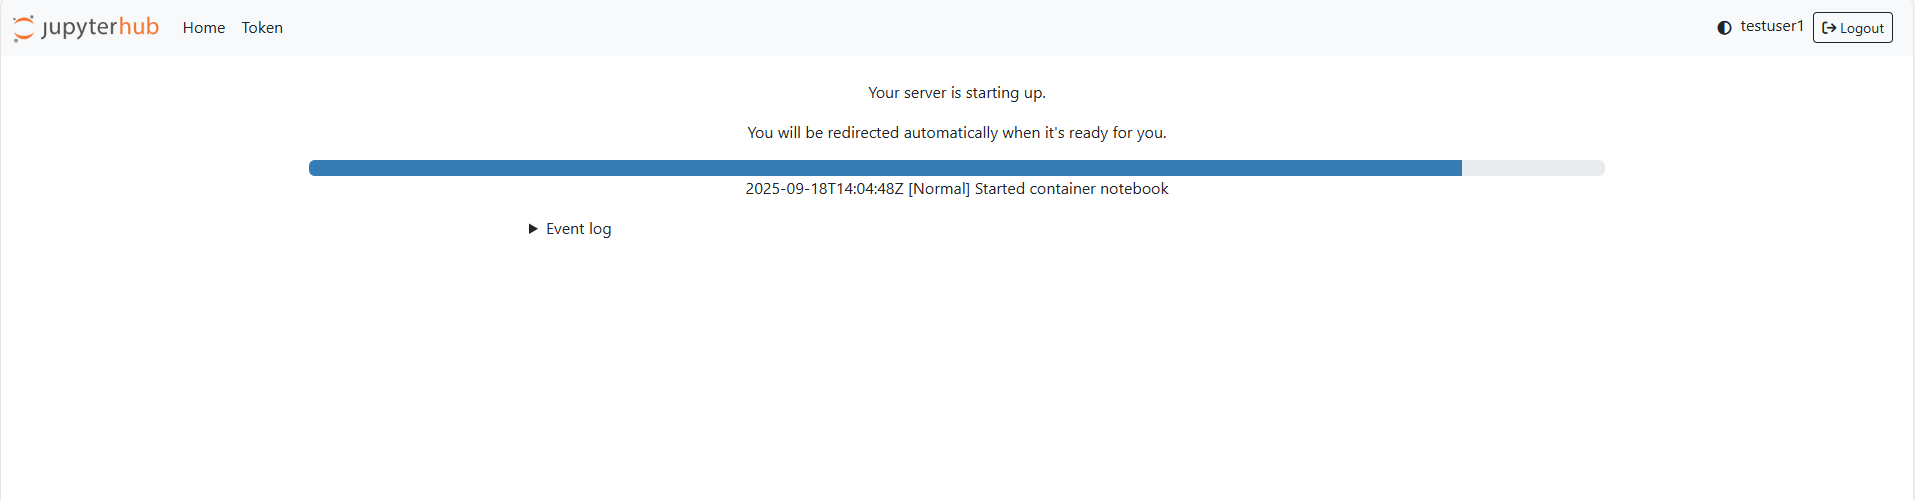 jupyterhub Home Token testuser1 Logout
Your server is starting up.
You will be redirected automatically when it's ready for you.
2025-09-18T14:04:48Z [Normal] Started container notebook
Event log